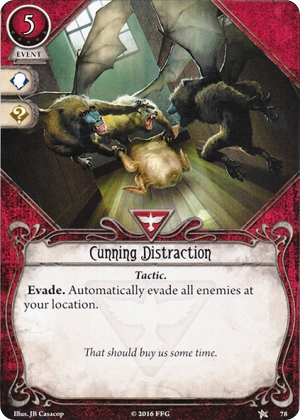 5
EVENT
Cunning Distraction
Tactic.
Evade. Automatically evade all enemies at
your location.
That should buy us some time.
Illus. JB Casacop
© 2016 FFG
78